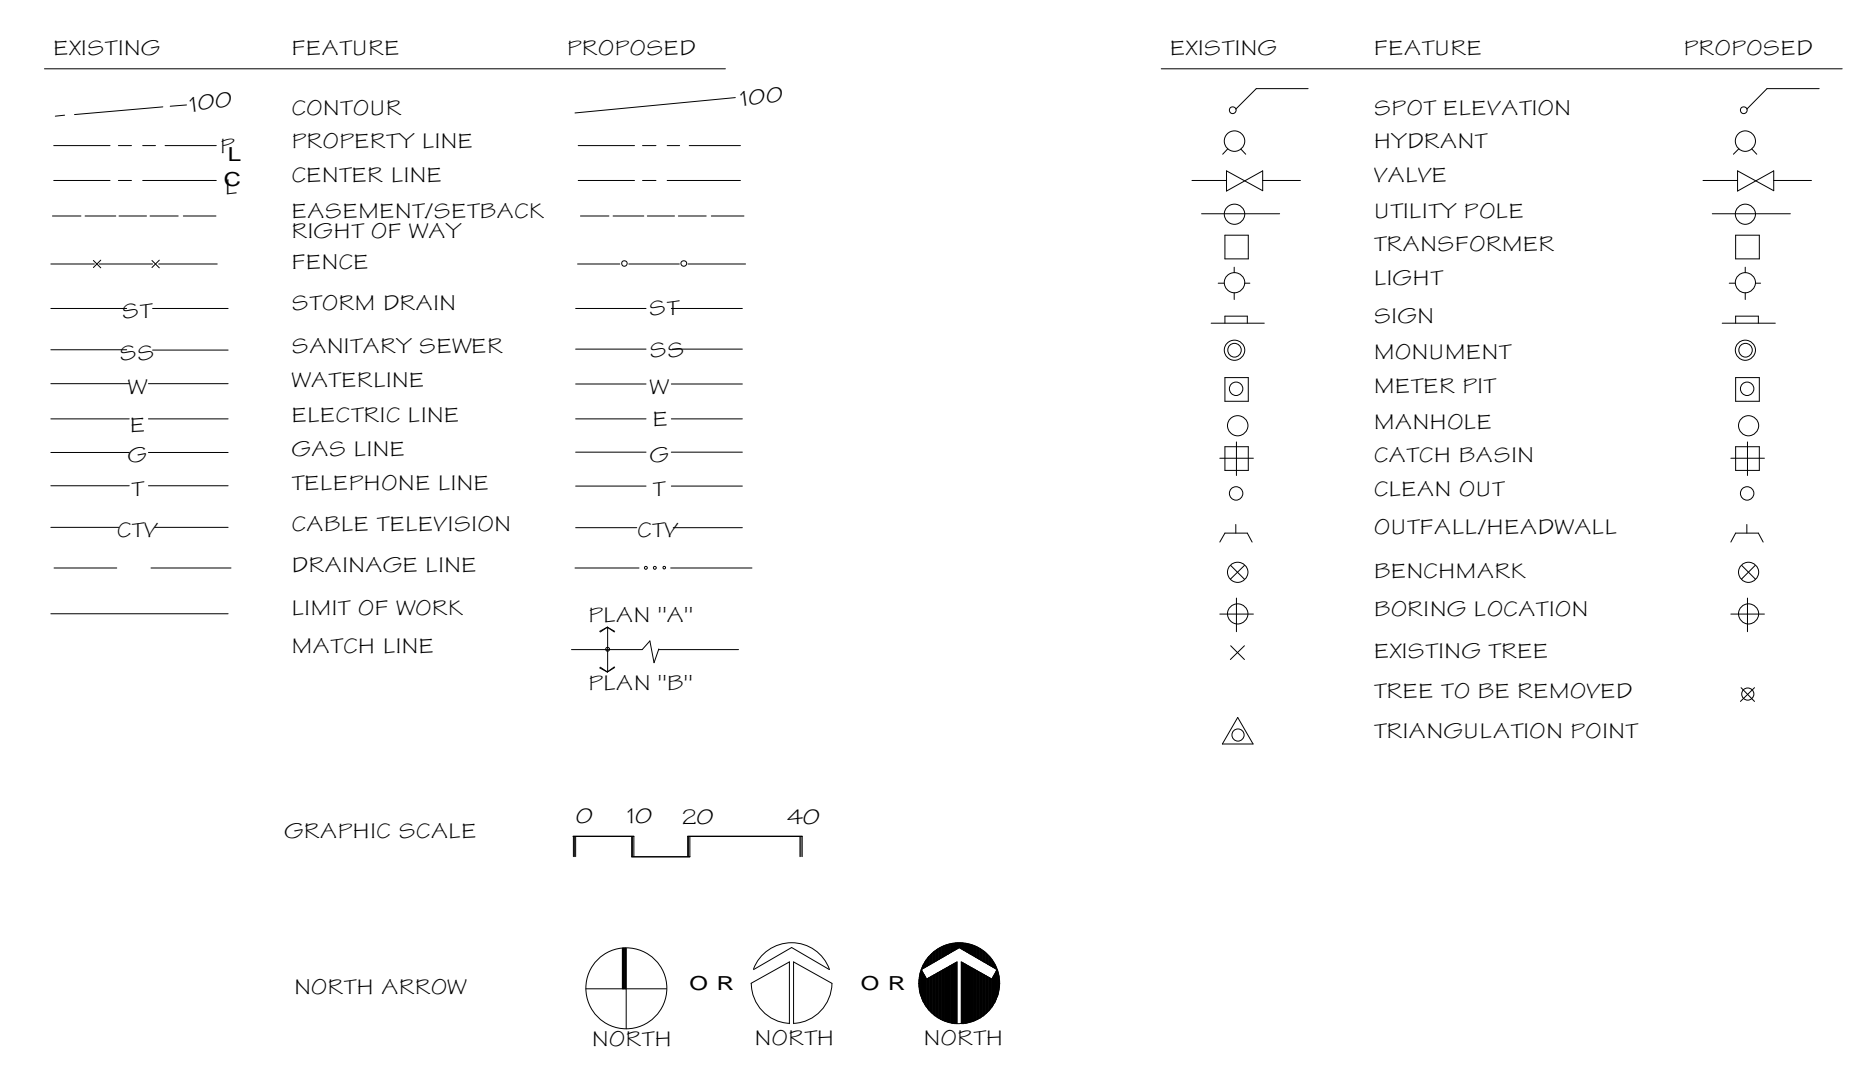 EXISTING FEATURE PROPOSED
100 CONTOUR 100
PL PROPERTY LINE
CL CENTER LINE
EASEMENT/SETBACK
RIGHT OF WAY
FENCE
ST STORM DRAIN ST
SS SANITARY SEWER SS
W WATERLINE W
E ELECTRIC LINE E
G GAS LINE G
T TELEPHONE LINE T
CTV CABLE TELEVISION CTV
DRAINAGE LINE
LIMIT OF WORK
PLAN "A"
MATCH LINE
PLAN "B"
EXISTING FEATURE PROPOSED
SPOT ELEVATION
HYDRANT
VALVE
UTILITY POLE
TRANSFORMER
LIGHT
SIGN
MONUMENT
METER PIT
MANHOLE
CATCH BASIN
CLEAN OUT
OUTFALL/HEADWALL
BENCHMARK
BORING LOCATION
EXISTING TREE
TREE TO BE REMOVED
TRIANGULATION POINT
0 10 20 40
GRAPHIC SCALE
NORTH ARROW OR OR
NORTH NORTH NORTH